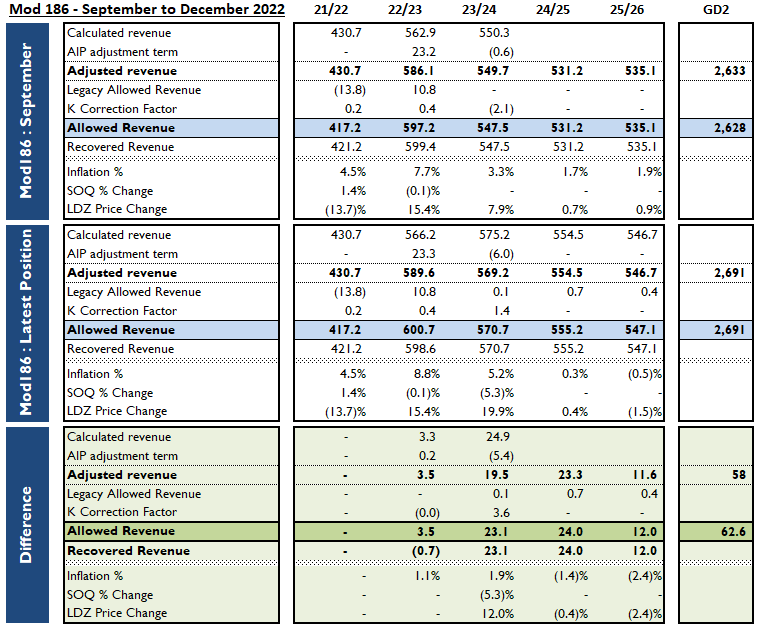 Mod 186 - September to December 2022 21/22 22/23 23/24 24/25 25/26 GD2
Mod186 : September
Calculated revenue 430.7 562.9 550.3
AIP adjustment term - 23.2 (0.6)
Adjusted revenue 430.7 586.1 549.7 531.2 535.1 2,633
Legacy Allowed Revenue (13.8) 10.8 - - -
K Correction Factor 0.2 0.4 (2.1) - -
Allowed Revenue 417.2 597.2 547.5 531.2 535.1 2,628
Recovered Revenue 421.2 599.4 547.5 531.2 535.1
Inflation % 4.5% 7.7% 3.3% 1.7% 1.9%
SOQ % Change 1.4% (0.1)% - - -
LDZ Price Change (13.7)% 15.4% 7.9% 0.7% 0.9%
Mod186 : Latest Position
Calculated revenue 430.7 566.2 575.2 554.5 546.7
AIP adjustment term - 23.3 (6.0) - -
Adjusted revenue 430.7 589.6 569.2 554.5 546.7 2,691
Legacy Allowed Revenue (13.8) 10.8 0.1 0.7 0.4
K Correction Factor 0.2 0.4 1.4 - -
Allowed Revenue 417.2 600.7 570.7 555.2 547.1 2,691
Recovered Revenue 421.2 598.6 570.7 555.2 547.1
Inflation % 4.5% 8.8% 5.2% 0.3% (0.5)%
SOQ % Change 1.4% (0.1)% (5.3)% - -
LDZ Price Change (13.7)% 15.4% 19.9% 0.4% (1.5)%
Difference
Calculated revenue - 3.3 24.9
AIP adjustment term - 0.2 (5.4)
Adjusted revenue - 3.5 19.5 23.3 11.6 58
Legacy Allowed Revenue - - 0.1 0.7 0.4
K Correction Factor - (0.0) 3.6 - -
Allowed Revenue - 3.5 23.1 24.0 12.0 62.6
Recovered Revenue - (0.7) 23.1 24.0 12.0
Inflation % - 1.1% 1.9% (1.4)% (2.4)%
SOQ % Change - - (5.3)% - -
LDZ Price Change - - 12.0% (0.4)% (2.4)%